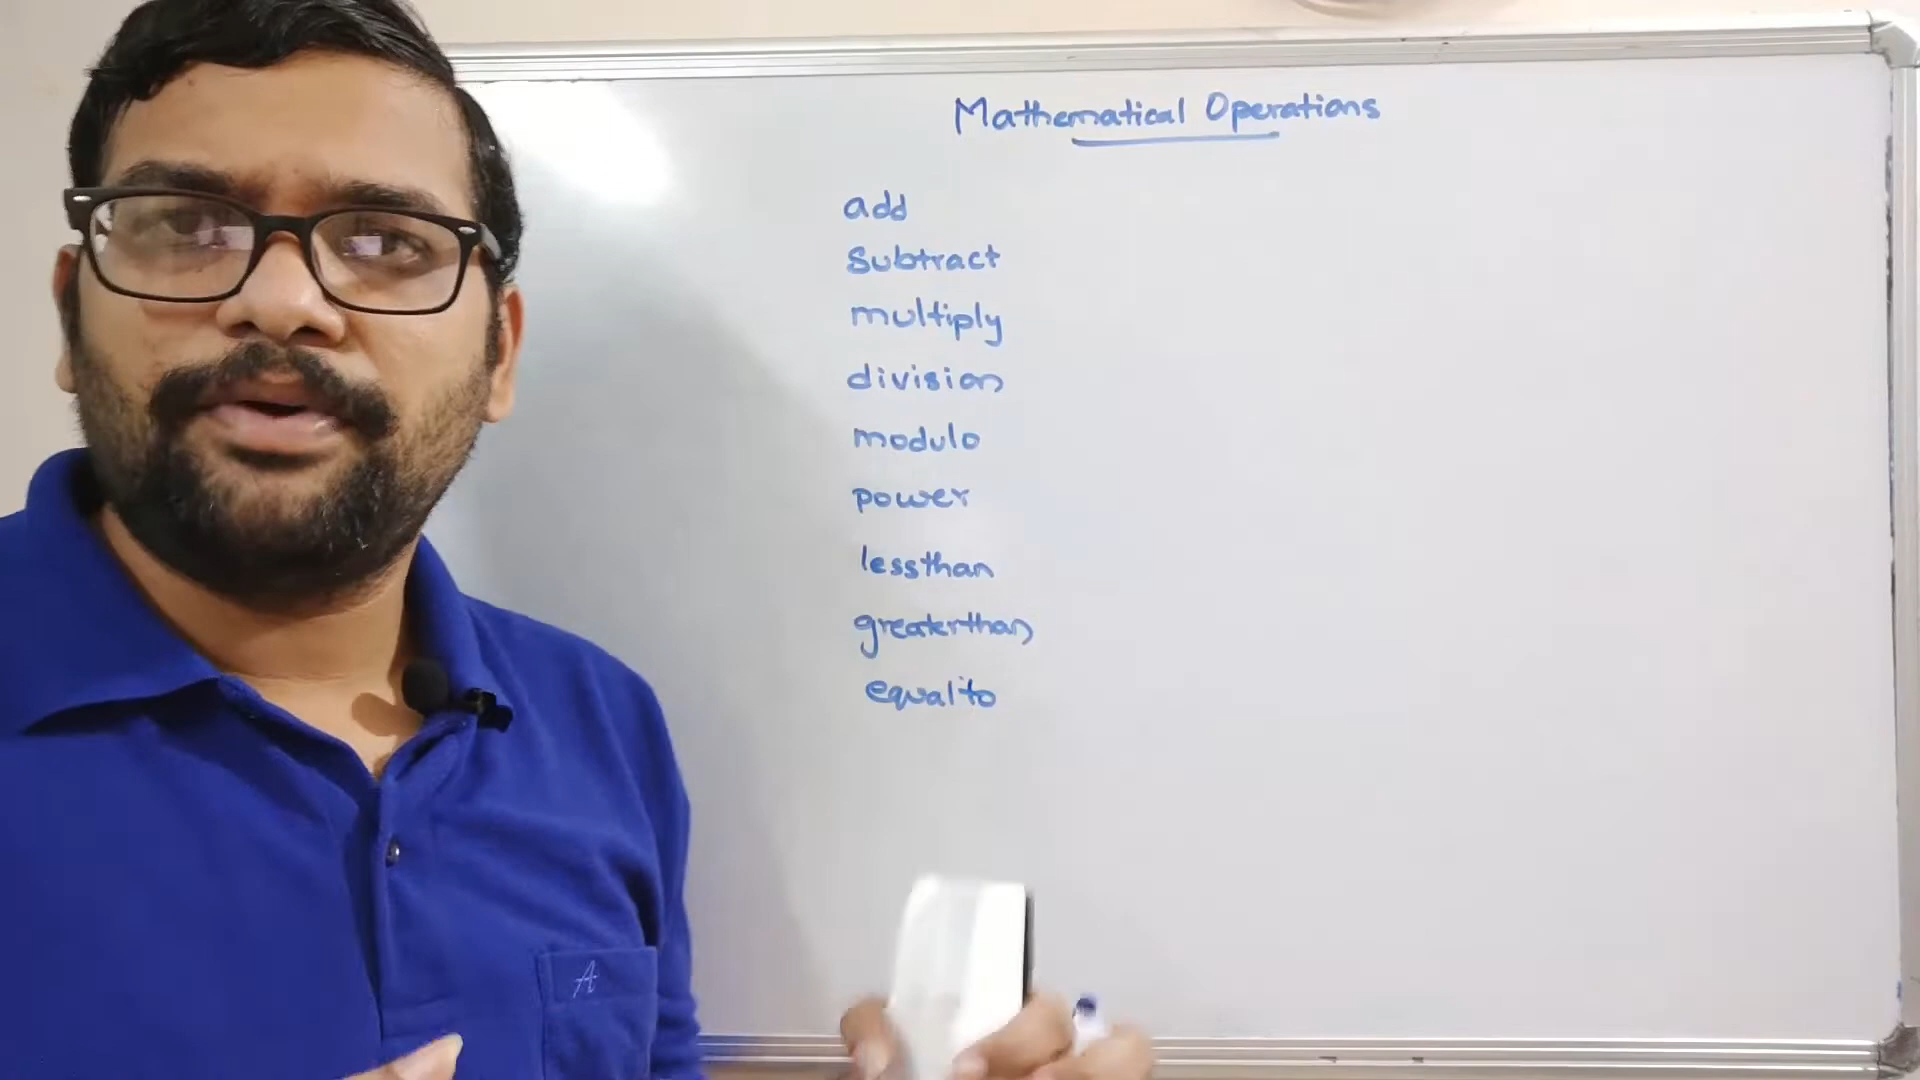 Mathematical Operations
add
Subtract
multiply
division
modulo
power
lessthan
greaterthan
equalto
A